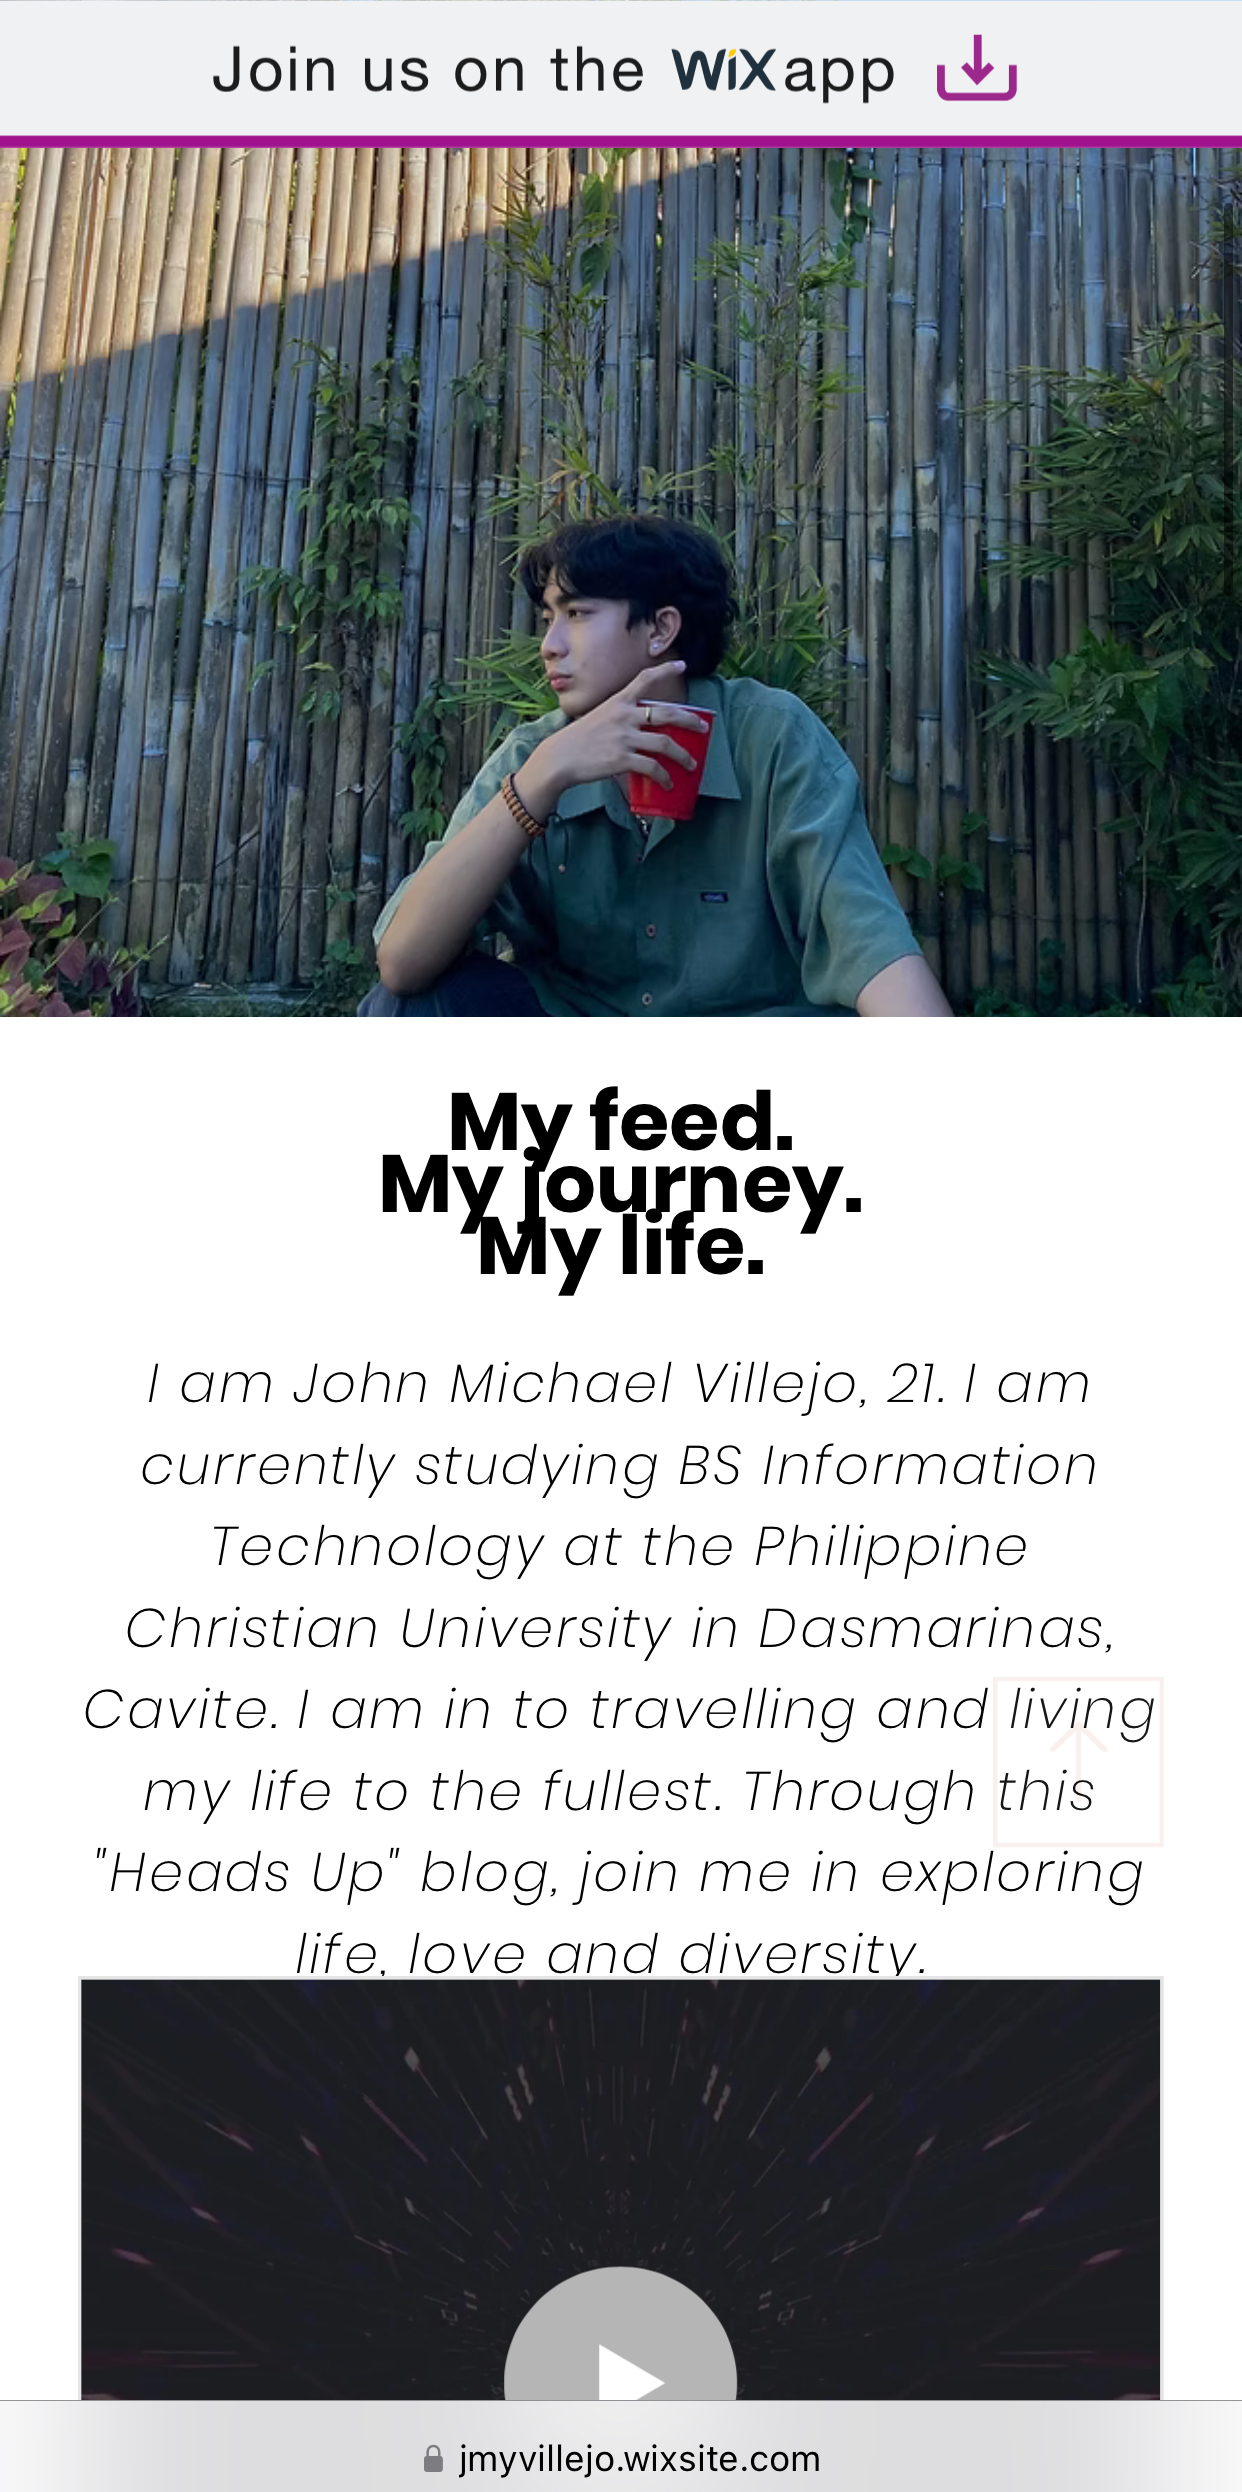 Join us on the WiX app
My feed.
My journey.
My life.
I am John Michael Villejo, 21. I am
currently studying BS Information
Technology at the Philippine
Christian University in Dasmarinas,
Cavite. I am in to travelling and living
my life to the fullest. Through this
"Heads Up" blog, join me in exploring
life, love and diversity.
jmyvillejo.wixsite.com